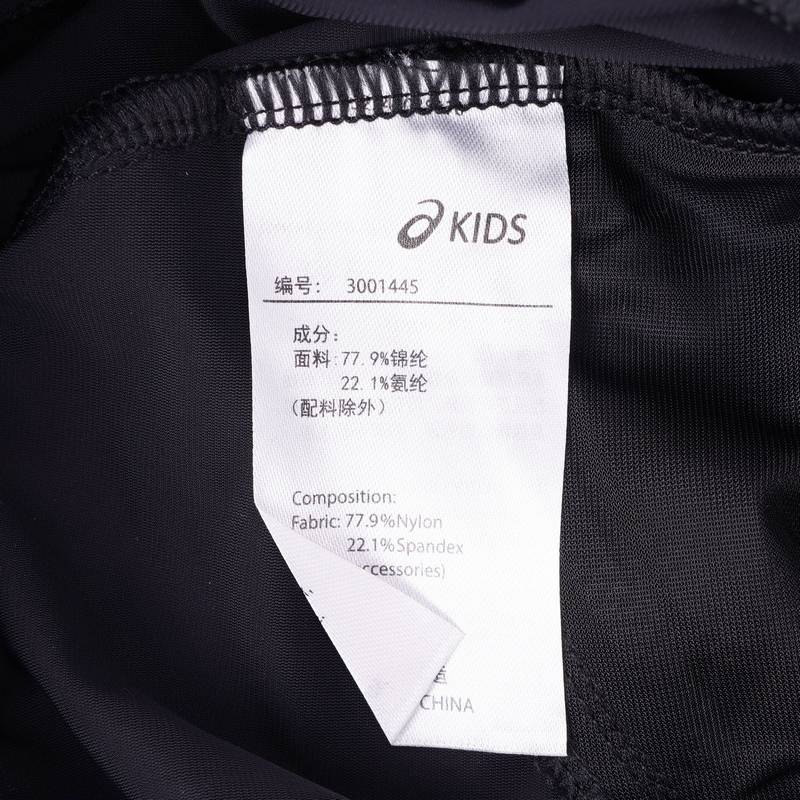 KIDS
编号: 3001445
成分:
面料:77.9%锦纶
22.1%氨纶
(配料除外)
Composition:
Fabric: 77.9%Nylon
22.1%Spandex
CHINA